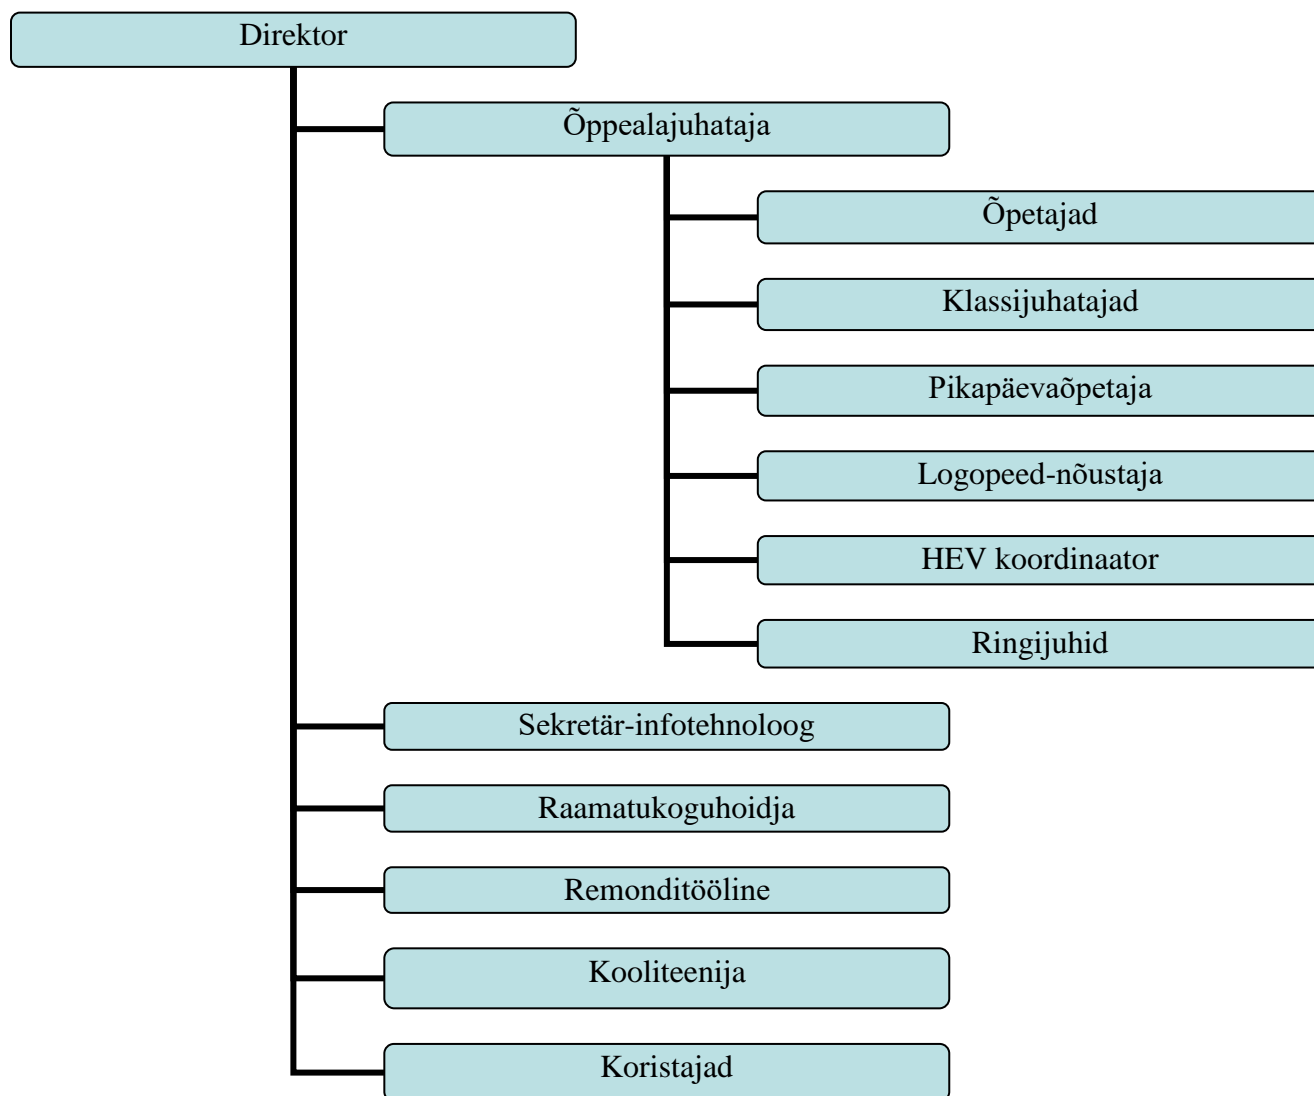 Direktor
Õppealajuhataja
Õpetajad
Klassijuhatajad
Pikapäevaõpetaja
Logopeed-nõustaja
HEV koordinaator
Ringijuhid
Sekretär-infotehnoloog
Raamatukoguhoidja
Remonditööline
Kooliteenija
Koristajad